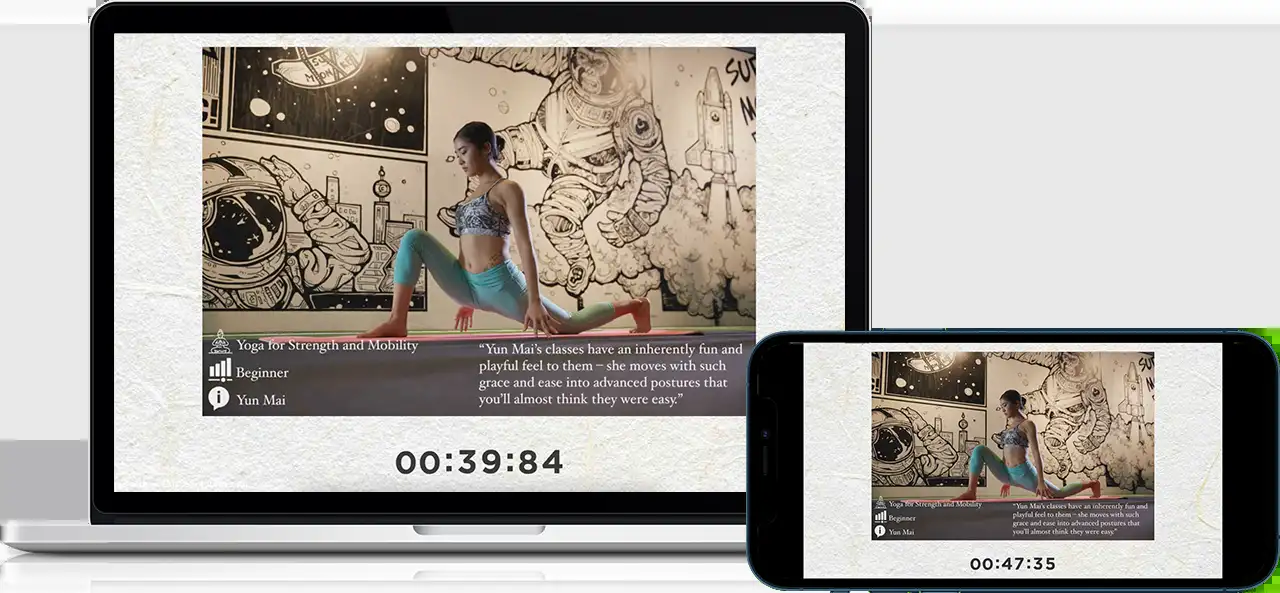 Yoga for Strength and Mobility
Beginner
Yun Mai
“Yun Mai’s classes have an inherently fun and
playful feel to them – she moves with such
grace and ease into advanced postures that
you’ll almost think they were easy.”
00:39:84
Yoga for Strength and Mobility
Beginner
Yun Mai
“Yun Mai’s classes have an inherently fun and
playful feel to them – she moves with such
grace and ease into advanced postures that
you’ll almost think they were easy.”
00:47:35